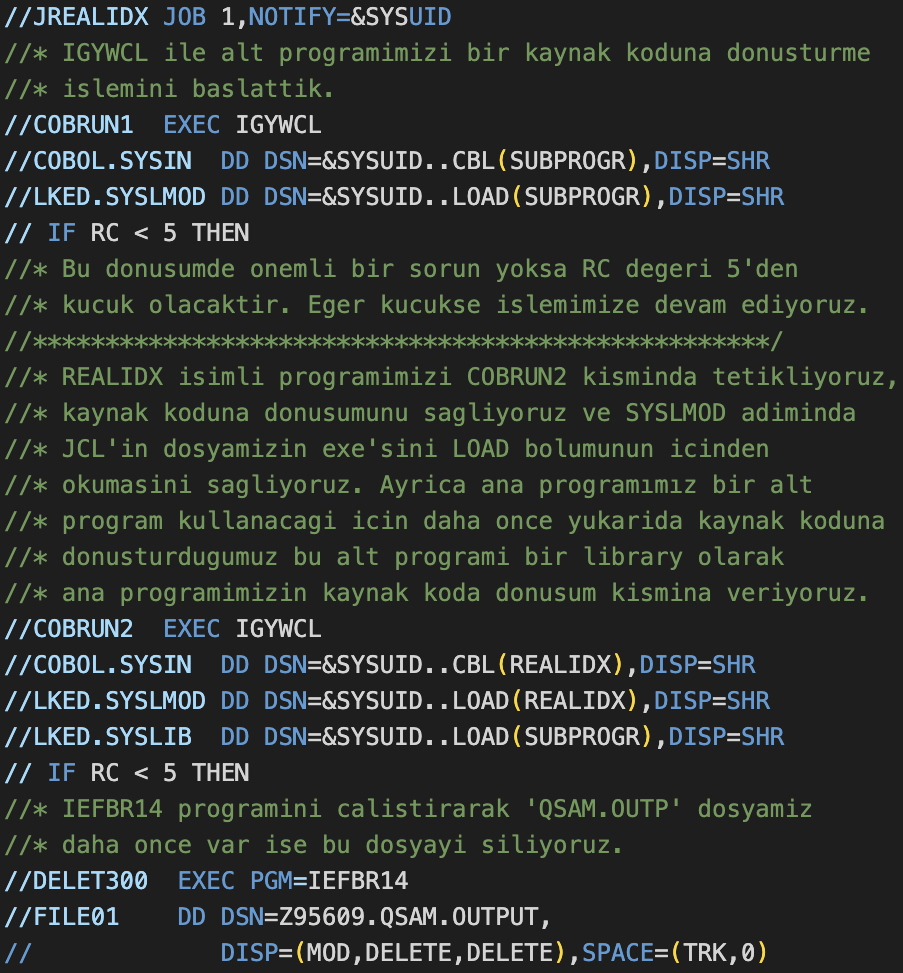 //JREALIDX JOB 1,NOTIFY=&SYSUID
//* IGYWCL ile alt programimizi bir kaynak koduna donusturme
//* islemini baslattik.
//COBRUN1  EXEC IGYWCL
//COBOL.SYSIN  DD DSN=&SYSUID..CBL(SUBPROGR),DISP=SHR
//LKED.SYSLMOD DD DSN=&SYSUID..LOAD(SUBPROGR),DISP=SHR
// IF RC < 5 THEN
//* Bu donusumde onemli bir sorun yoksa RC degeri 5'den
//* kucuk olacaktir. Eger kucukse islemimize devam ediyoruz.
//***************************************************/
//* REALIDX isimli programimizi COBRUN2 kisminda tetikliyoruz,
//* kaynak koduna donusumunu sagliyoruz ve SYSLMOD adiminda
//* JCL'in dosyamizin exe'sini LOAD bolumunun icinden
//* okumasini sagliyoruz. Ayrica ana programımız bir alt
//* program kullanacagi icin daha once yukarida kaynak koduna
//* donusturdugumuz bu alt programi bir library olarak
//* ana programimizin kaynak koda donusum kismina veriyoruz.
//COBRUN2  EXEC IGYWCL
//COBOL.SYSIN  DD DSN=&SYSUID..CBL(REALIDX),DISP=SHR
//LKED.SYSLMOD DD DSN=&SYSUID..LOAD(REALIDX),DISP=SHR
//LKED.SYSLIB  DD DSN=&SYSUID..LOAD(SUBPROGR),DISP=SHR
// IF RC < 5 THEN
//* IEFBR14 programini calistirarak 'QSAM.OUTP' dosyamiz
//* daha once var ise bu dosyayi siliyoruz.
//DELET300  EXEC PGM=IEFBR14
//FILE01    DD DSN=Z95609.QSAM.OUTPUT,
//             DISP=(MOD,DELETE,DELETE),SPACE=(TRK,0)